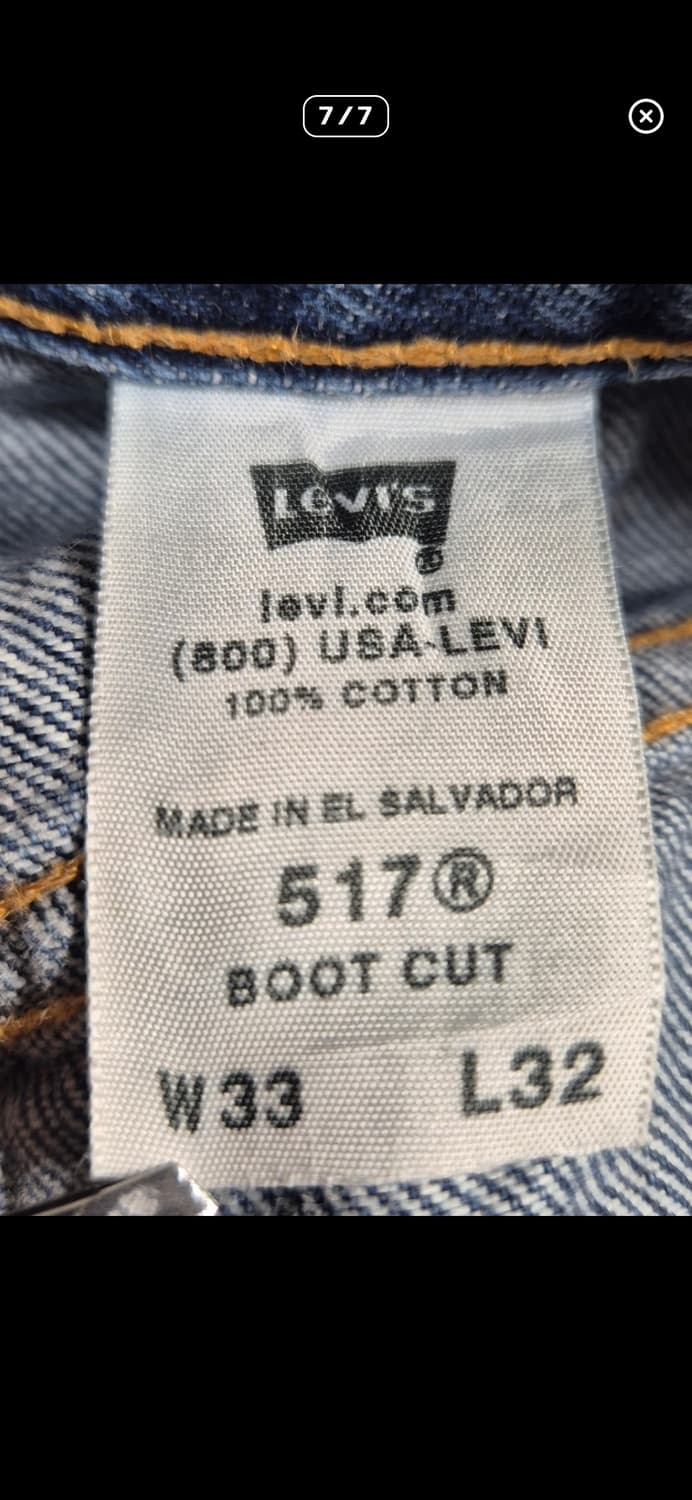 7/7
LEVI'S
®
levi.com
(800) USA-LEVI
100% COTTON
MADE IN EL SALVADOR
517®
BOOT CUT
W33 L32